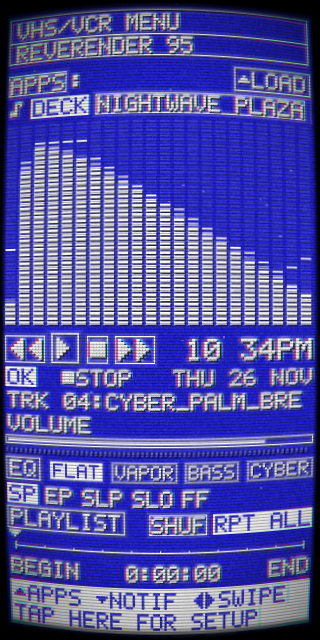 VHS/VCR MENU
REVERENDER 95
APPS: ▲LOAD
♪ DECK NIGHTWAVE PLAZA
10 34PM
OK ■STOP THU 26 NOV
TRK 04:CYBER_PALM_BRE
VOLUME
EQ FLAT VAPOR BASS CYBER
SP EP SLP SLO FF
PLAYLIST SHUF RPT ALL
BEGIN 0:00:00 END
▲APPS ▼NOTIF ◀▶SWIPE
TAP HERE FOR SETUP